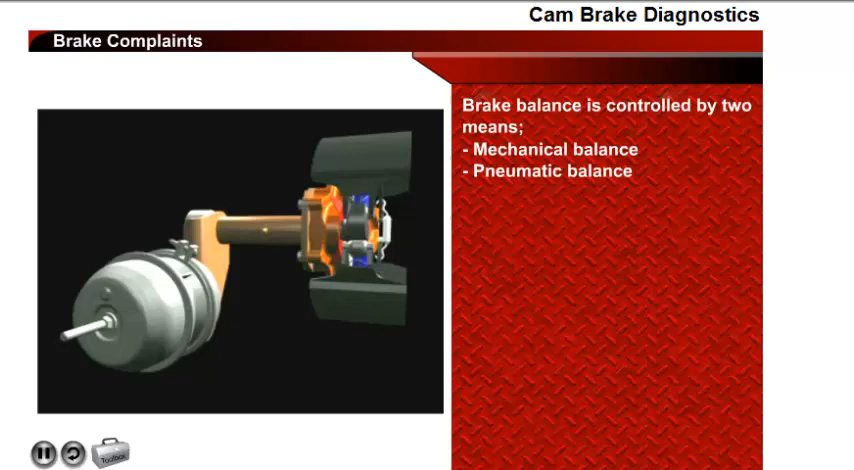 Cam Brake Diagnostics
Brake Complaints
Brake balance is controlled by two
means;
- Mechanical balance
- Pneumatic balance
Toolbox